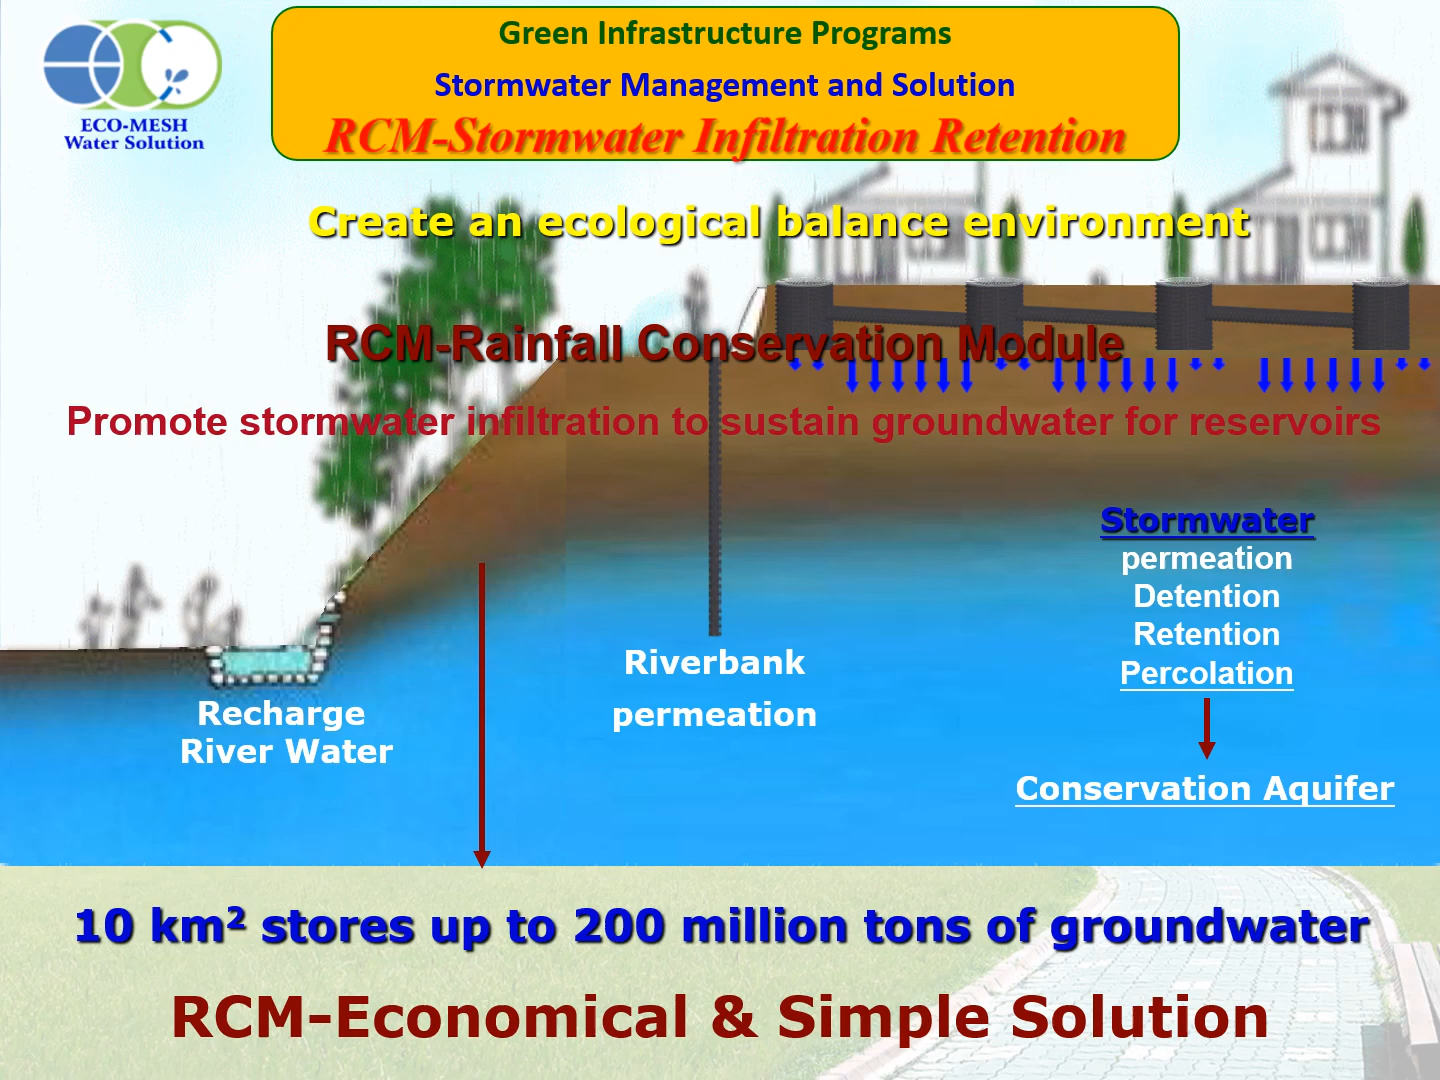 ECO-MESH
Water Solution
Green Infrastructure Programs
Stormwater Management and Solution
RCM-Stormwater Infiltration Retention
Create an ecological balance environment
RCM-Rainfall Conservation Module
Promote stormwater infiltration to sustain groundwater for reservoirs
Stormwater
permeation
Detention
Retention
Percolation
Riverbank
permeation
Recharge
River Water
Conservation Aquifer
10 km² stores up to 200 million tons of groundwater
RCM-Economical & Simple Solution